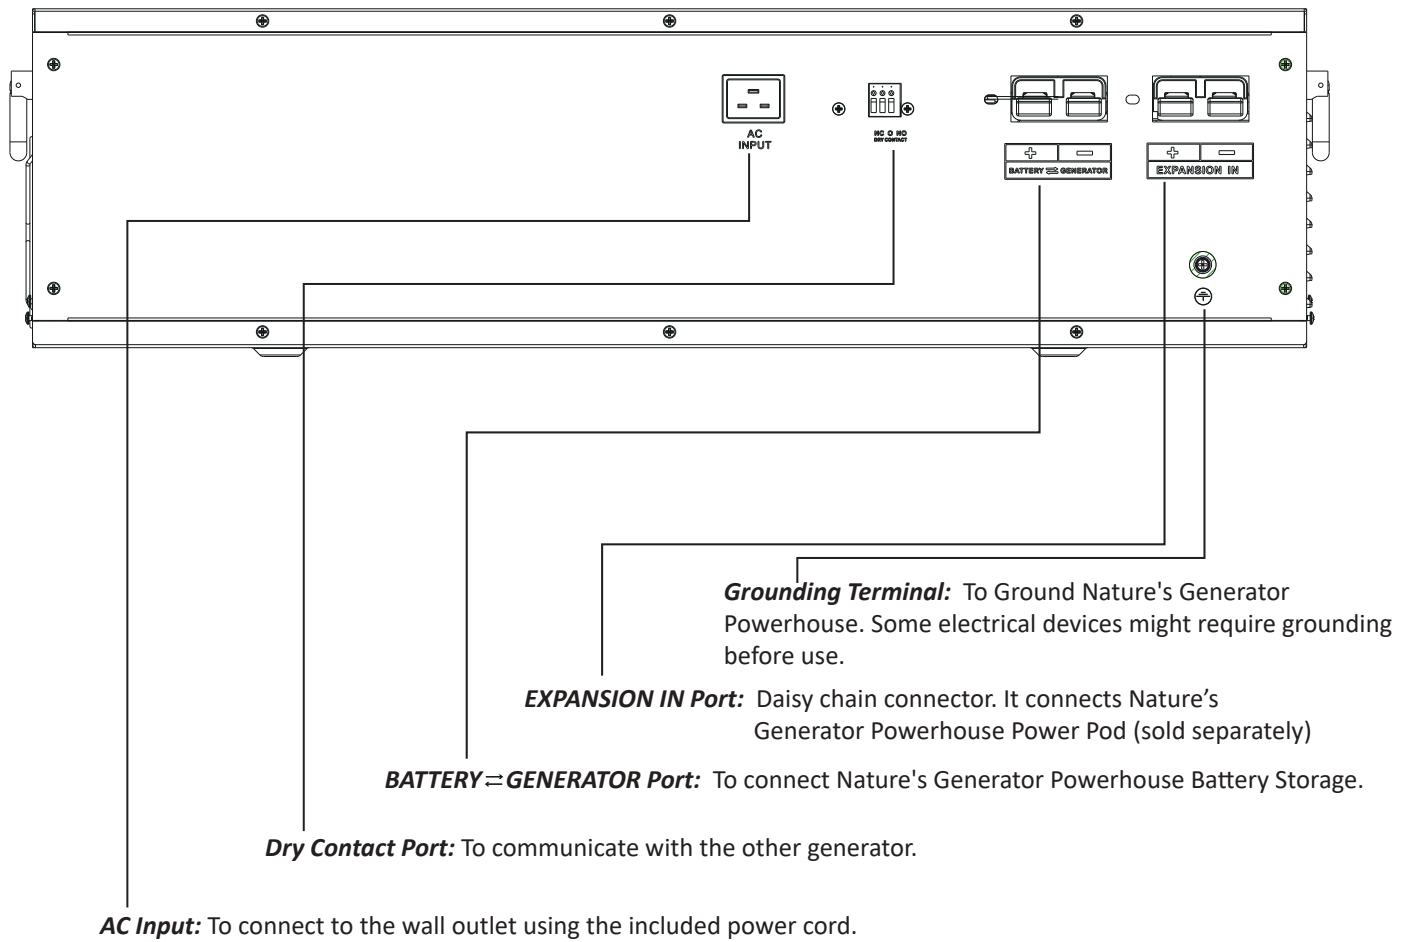 AC
INPUT
NC O NO
DRY CONTACT
+ −
BATTERY ⇄ GENERATOR
+ −
EXPANSION IN
Grounding Terminal: To Ground Nature's Generator
Powerhouse. Some electrical devices might require grounding
before use.
EXPANSION IN Port: Daisy chain connector. It connects Nature’s
Generator Powerhouse Power Pod (sold separately)
BATTERY⇄GENERATOR Port: To connect Nature's Generator Powerhouse Battery Storage.
Dry Contact Port: To communicate with the other generator.
AC Input: To connect to the wall outlet using the included power cord.